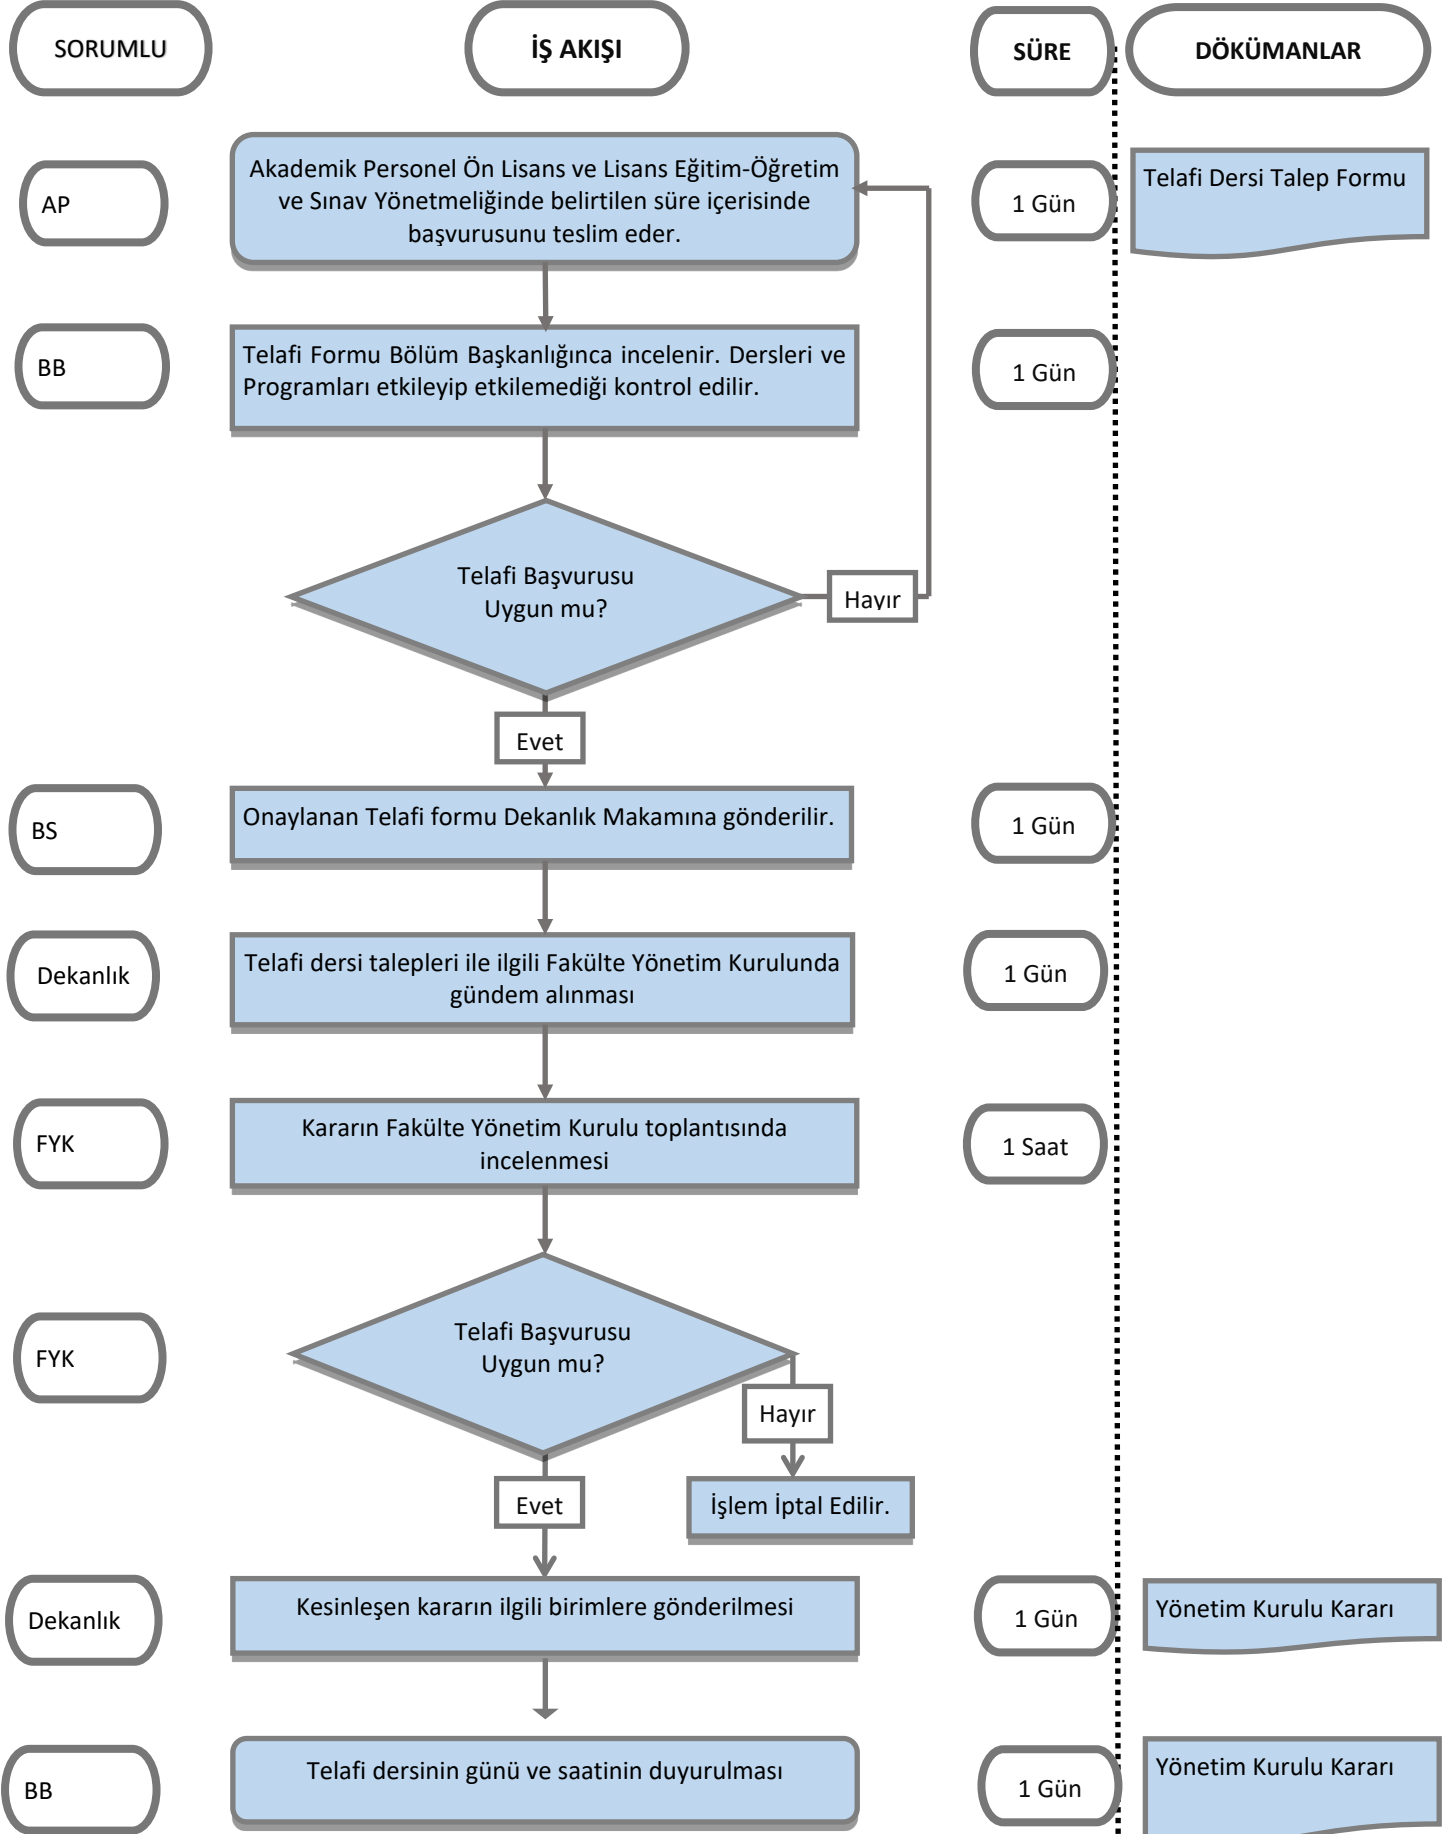 SORUMLU
İŞ AKIŞI
SÜRE
DÖKÜMANLAR
AP
Akademik Personel Ön Lisans ve Lisans Eğitim-Öğretim
ve Sınav Yönetmeliğinde belirtilen süre içerisinde
başvurusunu teslim eder.
1 Gün
Telafi Dersi Talep Formu
BB
Telafi Formu Bölüm Başkanlığınca incelenir. Dersleri ve
Programları etkileyip etkilemediği kontrol edilir.
1 Gün
Telafi Başvurusu
Uygun mu?
Hayır
Evet
BS
Onaylanan Telafi formu Dekanlık Makamına gönderilir.
1 Gün
Dekanlık
Telafi dersi talepleri ile ilgili Fakülte Yönetim Kurulunda
gündem alınması
1 Gün
FYK
Kararın Fakülte Yönetim Kurulu toplantısında
incelenmesi
1 Saat
FYK
Telafi Başvurusu
Uygun mu?
Hayır
Evet
İşlem İptal Edilir.
Dekanlık
Kesinleşen kararın ilgili birimlere gönderilmesi
1 Gün
Yönetim Kurulu Kararı
BB
Telafi dersinin günü ve saatinin duyurulması
1 Gün
Yönetim Kurulu Kararı